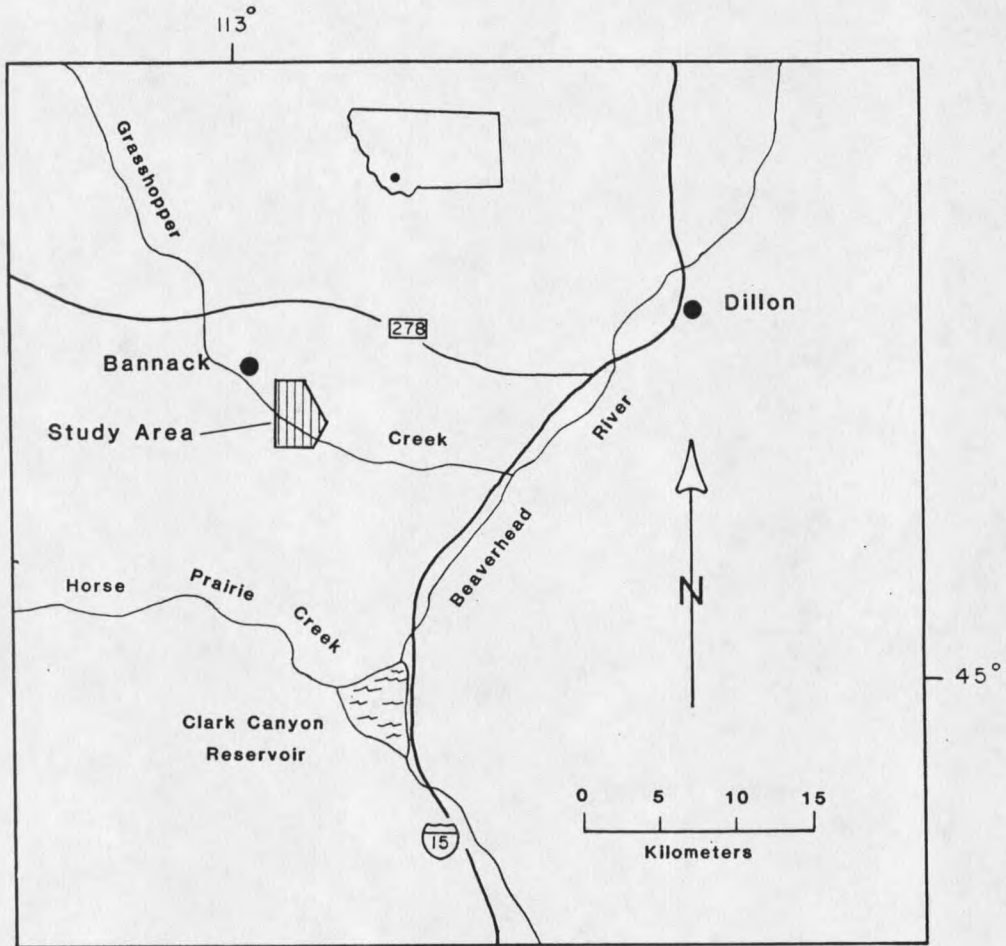 113°
Grasshopper
278
Dillon
Bannack
Study Area
Creek
River
Beaverhead
N
Horse Prairie Creek
45°
Clark Canyon
Reservoir
0 5 10 15
Kilometers
15